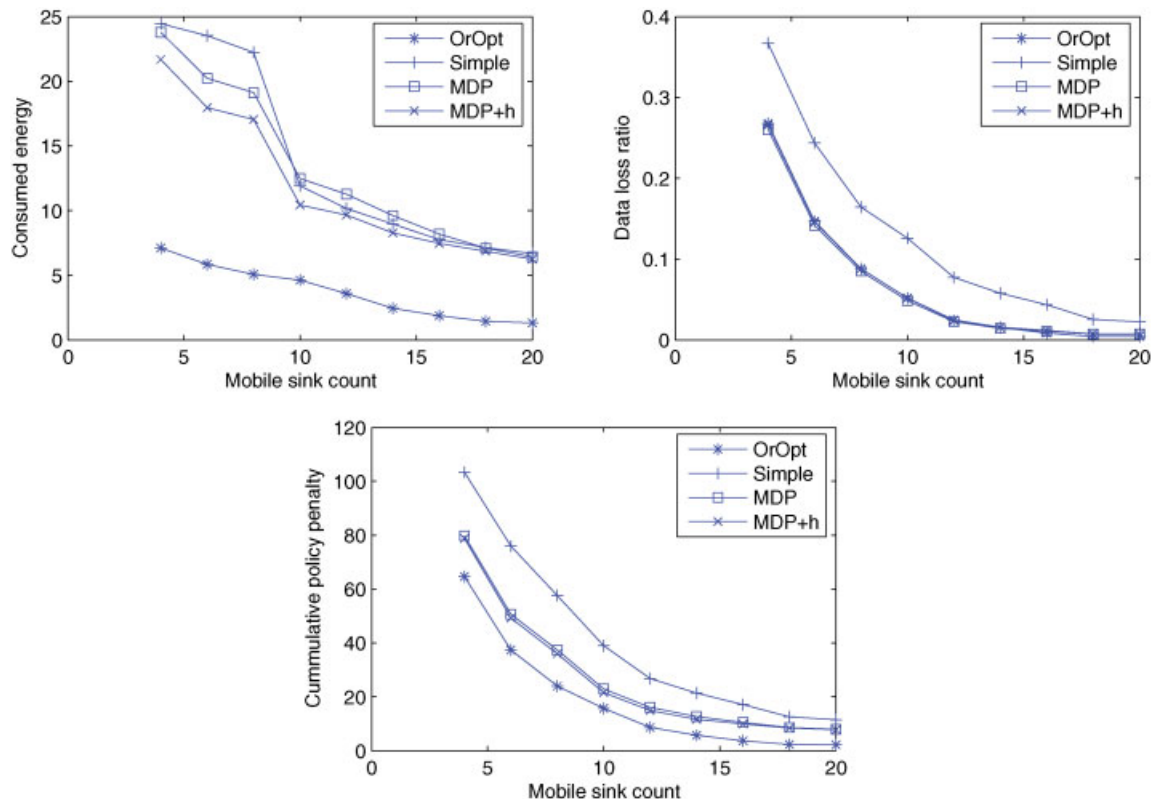 25
20
15
10
5
0
0
5
10
15
20
Consumed energy
Mobile sink count
OrOpt
Simple
MDP
MDP+h
0.4
0.3
0.2
0.1
0
0
5
10
15
20
Data loss ratio
Mobile sink count
OrOpt
Simple
MDP
MDP+h
120
100
80
60
40
20
0
0
5
10
15
20
Cummulative policy penalty
Mobile sink count
OrOpt
Simple
MDP
MDP+h